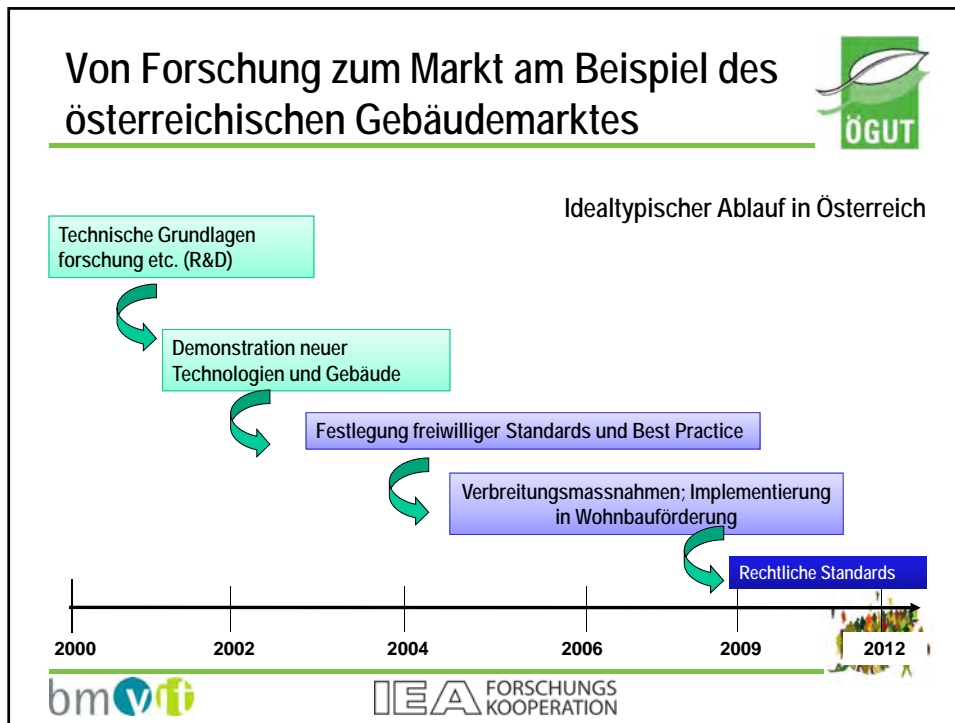 Von Forschung zum Markt am Beispiel des
österreichischen Gebäudemarktes
ÖGUT
Idealtypischer Ablauf in Österreich
Technische Grundlagen
forschung etc. (R&D)
Demonstration neuer
Technologien und Gebäude
Festlegung freiwilliger Standards und Best Practice
Verbreitungsmassnahmen; Implementierung
in Wohnbauförderung
Rechtliche Standards
2000 2002 2004 2006 2009 2012
bmvit
IEA FORSCHUNGS
KOOPERATION